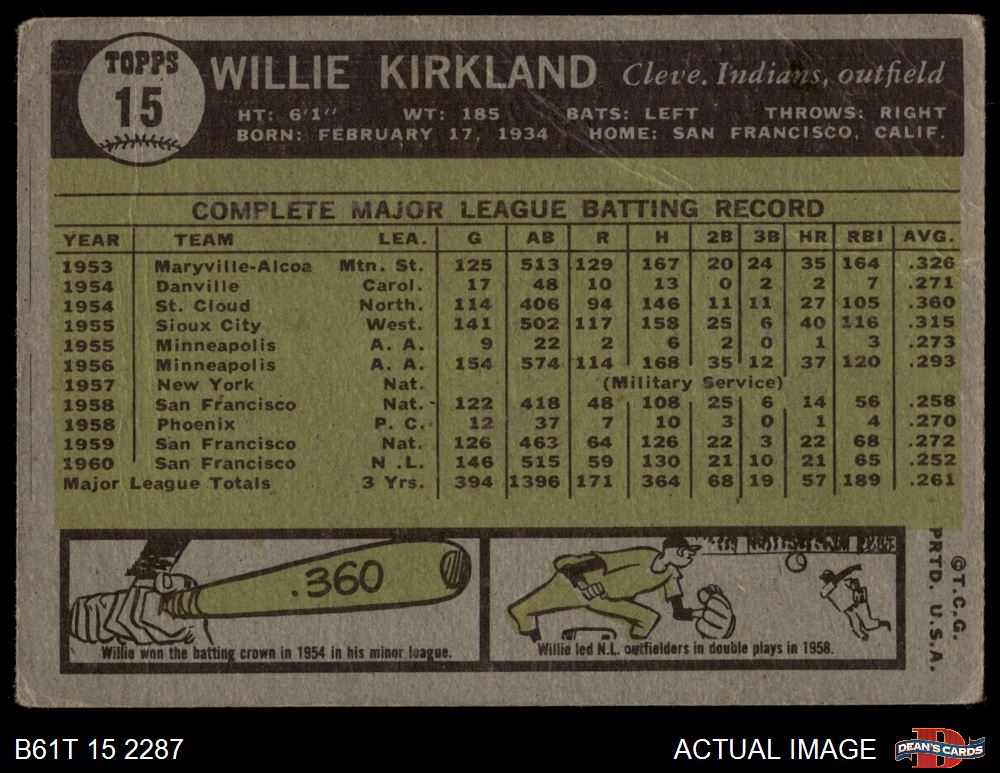 TOPPS
15
WILLIE KIRKLAND Cleve. Indians, outfield
HT: 6'1" WT: 185 BATS: LEFT THROWS: RIGHT
BORN: FEBRUARY 17, 1934 HOME: SAN FRANCISCO, CALIF.
COMPLETE MAJOR LEAGUE BATTING RECORD
YEAR TEAM LEA. G AB R H 2B 3B HR RBI AVG.
1953 Maryville-Alcoa Mtn. St. 125 513 129 167 20 24 35 164 .326
1954 Danville Carol. 17 48 10 13 0 2 2 7 .271
1954 St. Cloud North. 114 406 94 146 11 11 27 105 .360
1955 Sioux City West. 141 502 117 158 25 6 40 116 .315
1955 Minneapolis A. A. 9 22 2 6 2 0 1 3 .273
1956 Minneapolis A. A. 154 574 114 168 35 12 37 120 .293
1957 New York Nat. (Military Service)
1958 San Francisco Nat. 122 418 48 108 25 6 14 56 .258
1958 Phoenix P. C. 12 37 7 10 3 0 1 4 .270
1959 San Francisco Nat. 126 463 64 126 22 3 22 68 .272
1960 San Francisco N .L. 146 515 59 130 21 10 21 65 .252
Major League Totals 3 Yrs. 394 1396 171 364 68 19 57 189 .261
.360
Willie won the batting crown in 1954 in his minor league.
Willie led N.L. outfielders in double plays in 1958.
©T.C.G.
PRTD. U.S.A.
B61T 15 2287
ACTUAL IMAGE
D
DEAN'S CARDS